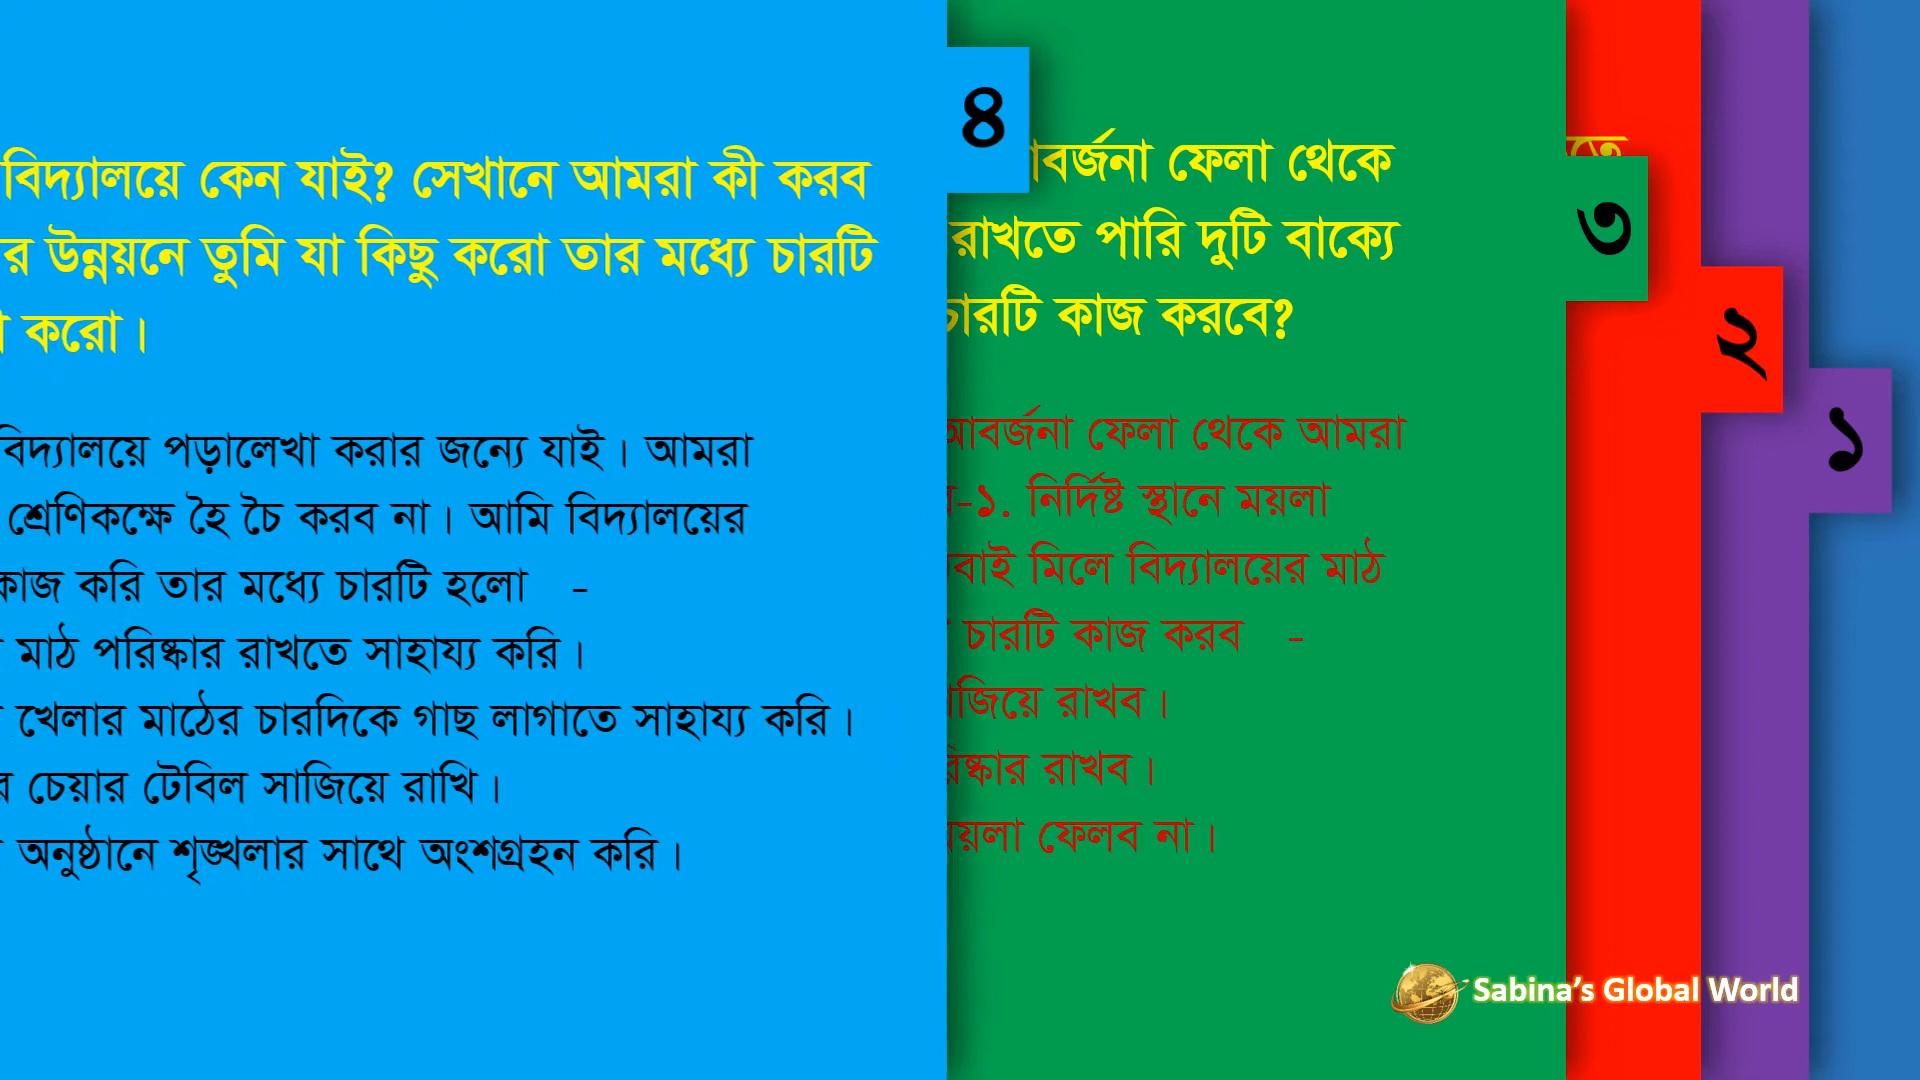 বিদ্যালয়ে কেন যাই? সেখানে আমরা কী করব
র উন্নয়নে তুমি যা কিছু করো তার মধ্যে চারটি
করো।
বিদ্যালয়ে পড়ালেখা করার জন্যে যাই। আমরা
শ্রেণিকক্ষে হৈ চৈ করব না। আমি বিদ্যালয়ের
কাজ করি তার মধ্যে চারটি হলো -
মাঠ পরিষ্কার রাখতে সাহায্য করি।
খেলার মাঠের চারদিকে গাছ লাগাতে সাহায্য করি।
র চেয়ার টেবিল সাজিয়ে রাখি।
অনুষ্ঠানে শৃঙ্খলার সাথে অংশগ্রহন করি।
৪
বর্জনা ফেলা থেকে
রাখতে পারি দুটি বাক্যে
চারটি কাজ করবে?
আবর্জনা ফেলা থেকে আমরা
-১. নির্দিষ্ট স্থানে ময়লা
বাই মিলে বিদ্যালয়ের মাঠ
চারটি কাজ করব -
জিয়ে রাখব।
রিষ্কার রাখব।
ময়লা ফেলব না।
তে
৩
২
১
Sabina's Global World